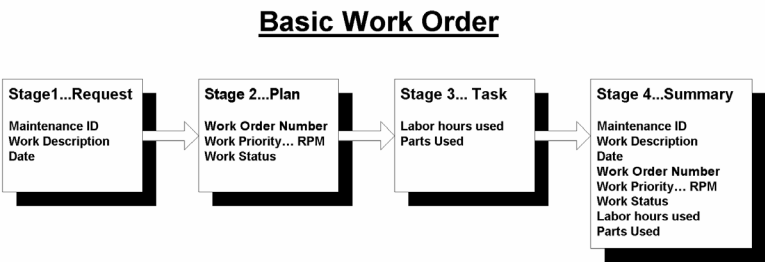 Basic Work Order
Stage1...Request
Maintenance ID
Work Description
Date
Stage 2...Plan
Work Order Number
Work Priority... RPM
Work Status
Stage 3... Task
Labor hours used
Parts Used
Stage 4...Summary
Maintenance ID
Work Description
Date
Work Order Number
Work Priority... RPM
Work Status
Labor hours used
Parts Used